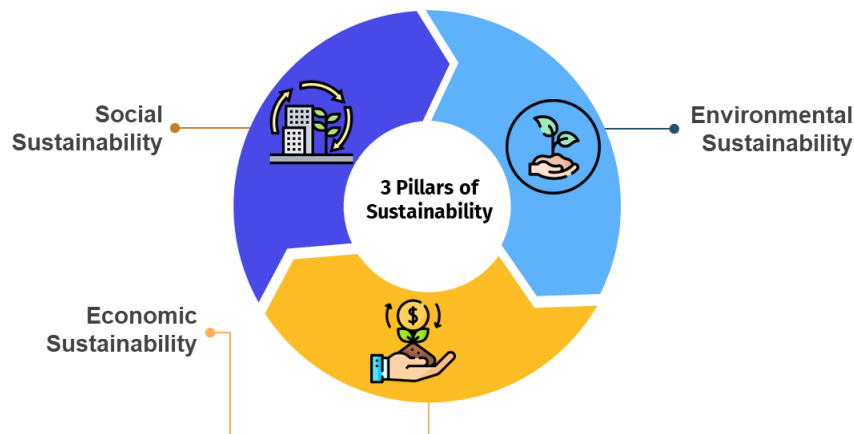 Social
Sustainability
Environmental
Sustainability
3 Pillars of
Sustainability
$
Economic
Sustainability